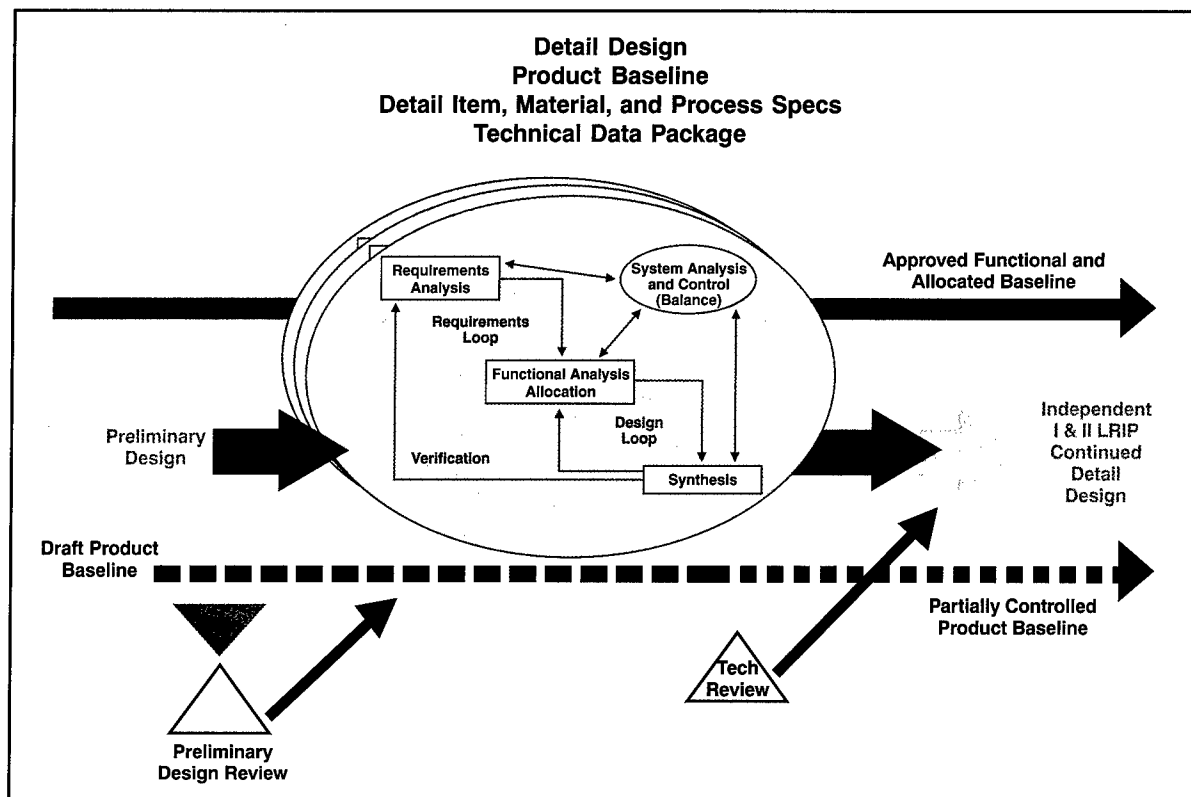 Detail Design
Product Baseline
Detail Item, Material, and Process Specs
Technical Data Package
Requirements
Analysis
System Analysis
and Control
(Balance)
Approved Functional and
Allocated Baseline
Requirements
Loop
Functional Analysis
Allocation
Preliminary
Design
Design
Loop
Verification
Synthesis
Independent
I & II LRIP
Continued
Detail
Design
Draft Product
Baseline
Partially Controlled
Product Baseline
Tech
Review
Preliminary
Design Review